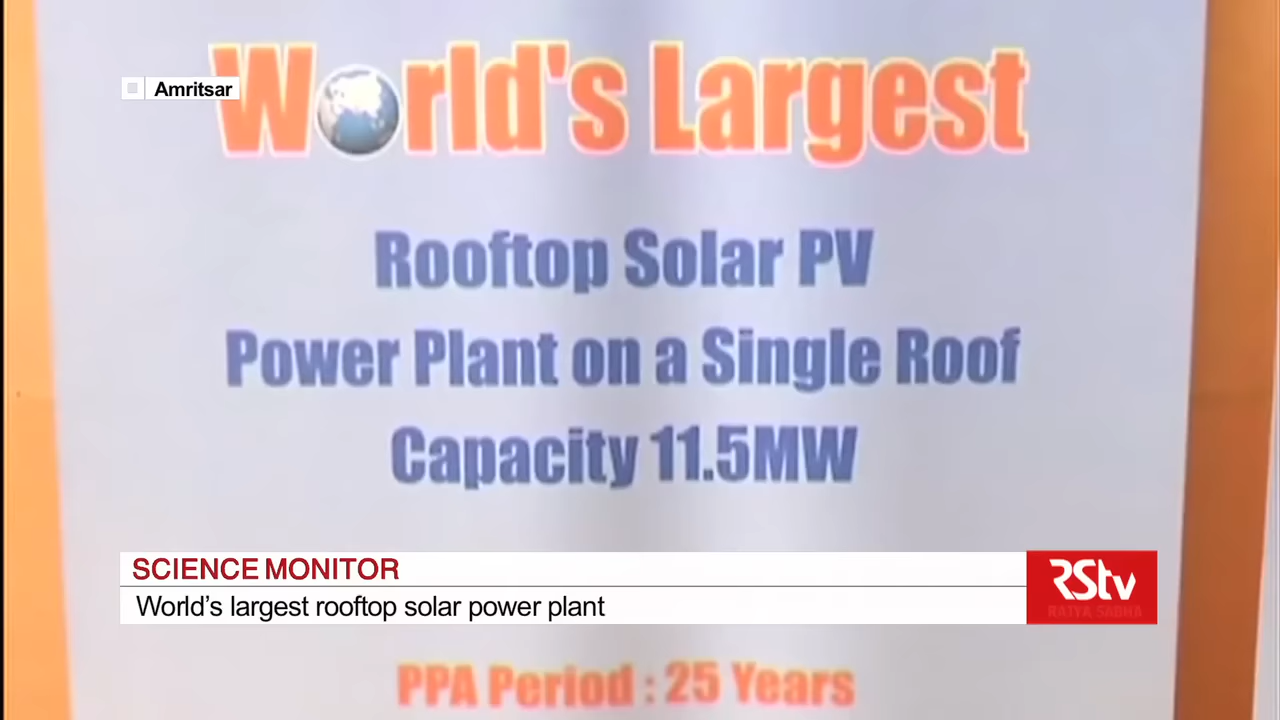 World's Largest
Amritsar
Rooftop Solar PV
Power Plant on a Single Roof
Capacity 11.5MW
SCIENCE MONITOR
World's largest rooftop solar power plant
RStv
RAJYA SABHA
PPA Period : 25 Years